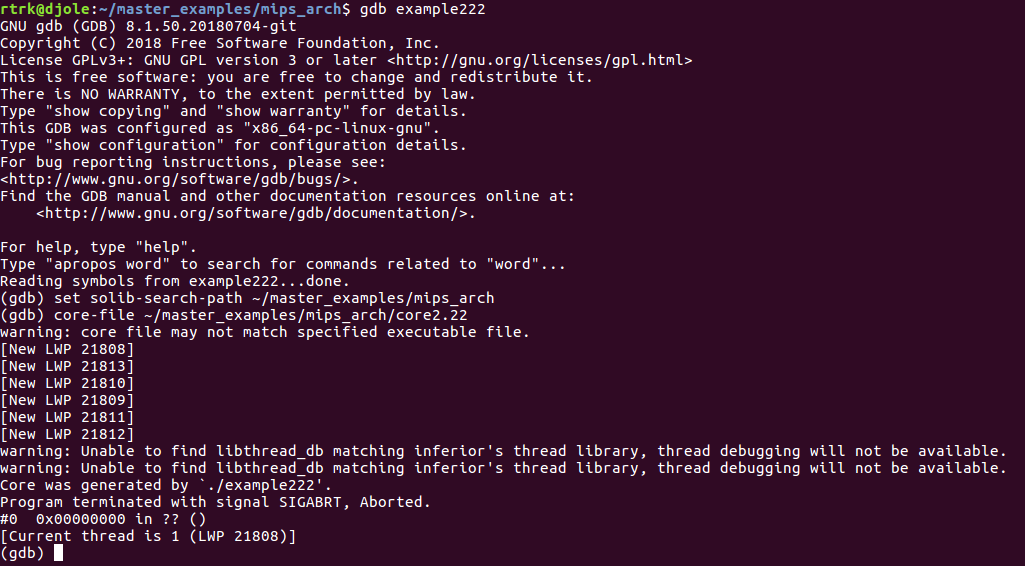 rtrk@djole:~/master_examples/mips_arch$ gdb example222
GNU gdb (GDB) 8.1.50.20180704-git
Copyright (C) 2018 Free Software Foundation, Inc.
License GPLv3+: GNU GPL version 3 or later <http://gnu.org/licenses/gpl.html>
This is free software: you are free to change and redistribute it.
There is NO WARRANTY, to the extent permitted by law.
Type "show copying" and "show warranty" for details.
This GDB was configured as "x86_64-pc-linux-gnu".
Type "show configuration" for configuration details.
For bug reporting instructions, please see:
<http://www.gnu.org/software/gdb/bugs/>.
Find the GDB manual and other documentation resources online at:
    <http://www.gnu.org/software/gdb/documentation/>.

For help, type "help".
Type "apropos word" to search for commands related to "word"...
Reading symbols from example222...done.
(gdb) set solib-search-path ~/master_examples/mips_arch
(gdb) core-file ~/master_examples/mips_arch/core2.22
warning: core file may not match specified executable file.
[New LWP 21808]
[New LWP 21813]
[New LWP 21810]
[New LWP 21809]
[New LWP 21811]
[New LWP 21812]
warning: Unable to find libthread_db matching inferior's thread library, thread debugging will not be available.
warning: Unable to find libthread_db matching inferior's thread library, thread debugging will not be available.
Core was generated by `./example222'.
Program terminated with signal SIGABRT, Aborted.
#0  0x00000000 in ?? ()
[Current thread is 1 (LWP 21808)]
(gdb)